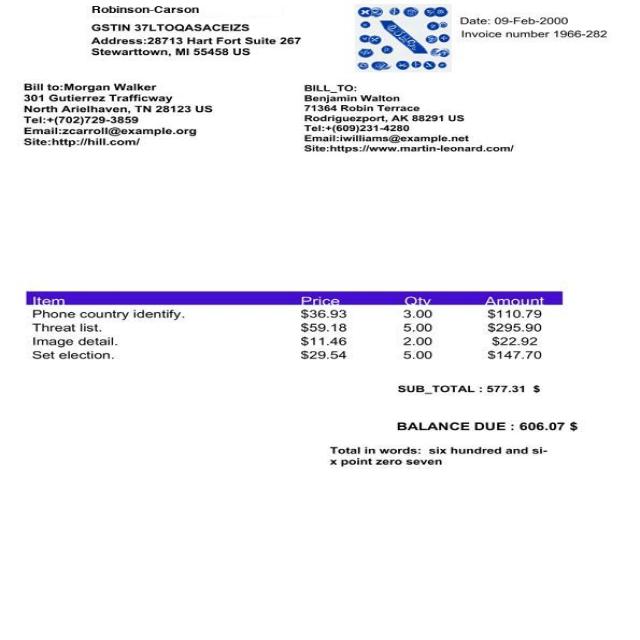 Robinson-Carson
GSTIN 37LTOQASACEIZS
Address:28713 Hart Fort Suite 267
Stewarttown, MI 55458 US
Date: 09-Feb-2000
Invoice number 1966-282
Bill to:Morgan Walker
301 Gutierrez Trafficway
North Arielhaven, TN 28123 US
Tel:+(702)729-3859
Email:zcarroll@example.org
Site:http://hill.com/
BILL_TO:
Benjamin Walton
71364 Robin Terrace
Rodriguezport, AK 88291 US
Tel:+(609)231-4280
Email:iwilliams@example.net
Site:https://www.martin-leonard.com/
Item Price Qty Amount
Phone country identify. $36.93 3.00 $110.79
Threat list. $59.18 5.00 $295.90
Image detail. $11.46 2.00 $22.92
Set election. $29.54 5.00 $147.70
SUB_TOTAL : 577.31 $
BALANCE DUE : 606.07 $
Total in words: six hundred and si-
x point zero seven